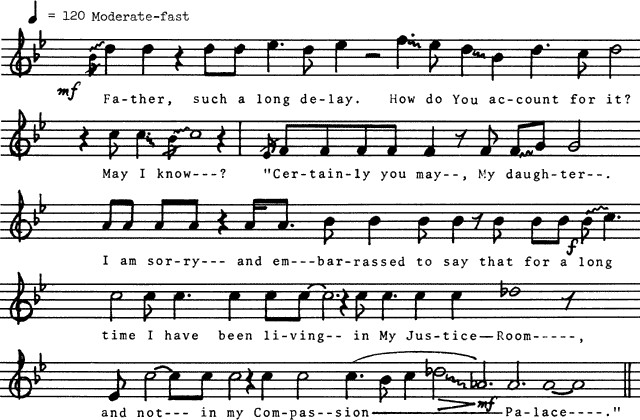 = 120 Moderate-fast
mf
Fa-ther, such a long de-lay. How do You ac-count for it?
May I know---? "Cer-tain-ly you may--, My daugh-ter--.
I am sor-ry--- and em--bar-rassed to say that for a long
f
time I have been li-ving-- in My Jus-tice—Room-----,
mf
and not--- in my Com-pas--sion Pa-lace----."